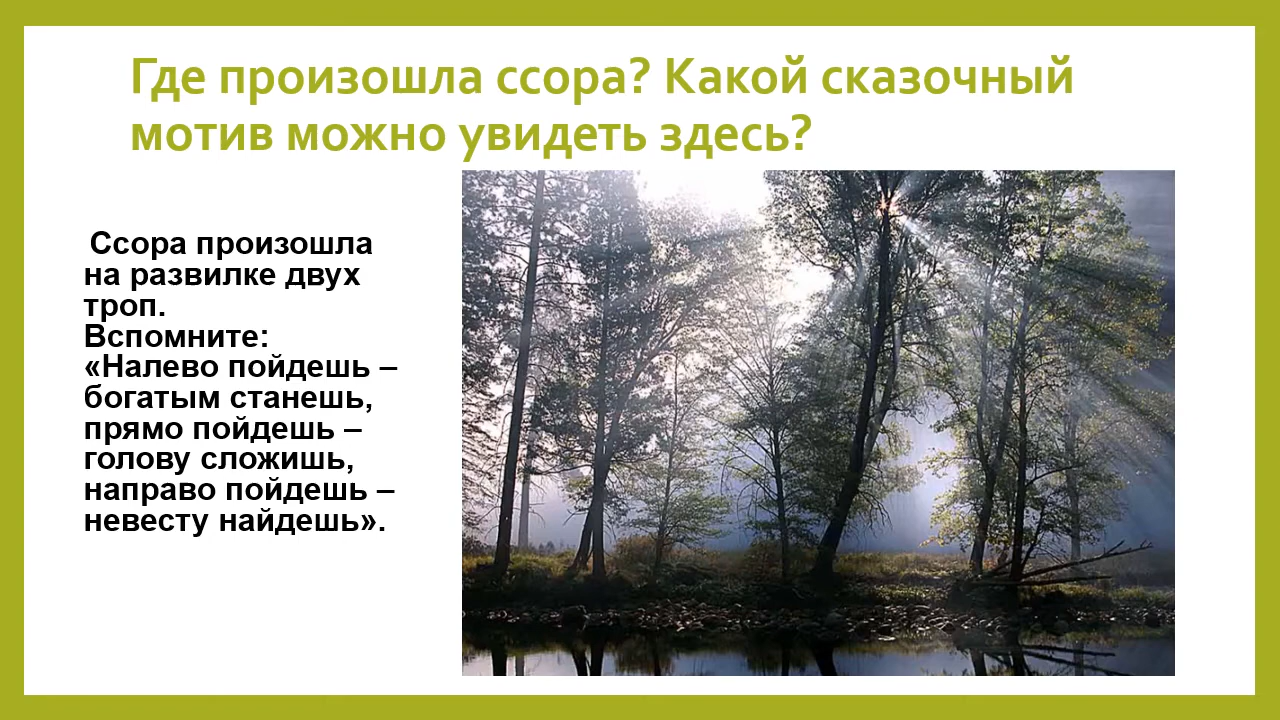 Где произошла ссора? Какой сказочный
мотив можно увидеть здесь?
Ссора произошла
на развилке двух
троп.
Вспомните:
«Налево пойдешь –
богатым станешь,
прямо пойдешь –
голову сложишь,
направо пойдешь –
невесту найдешь».